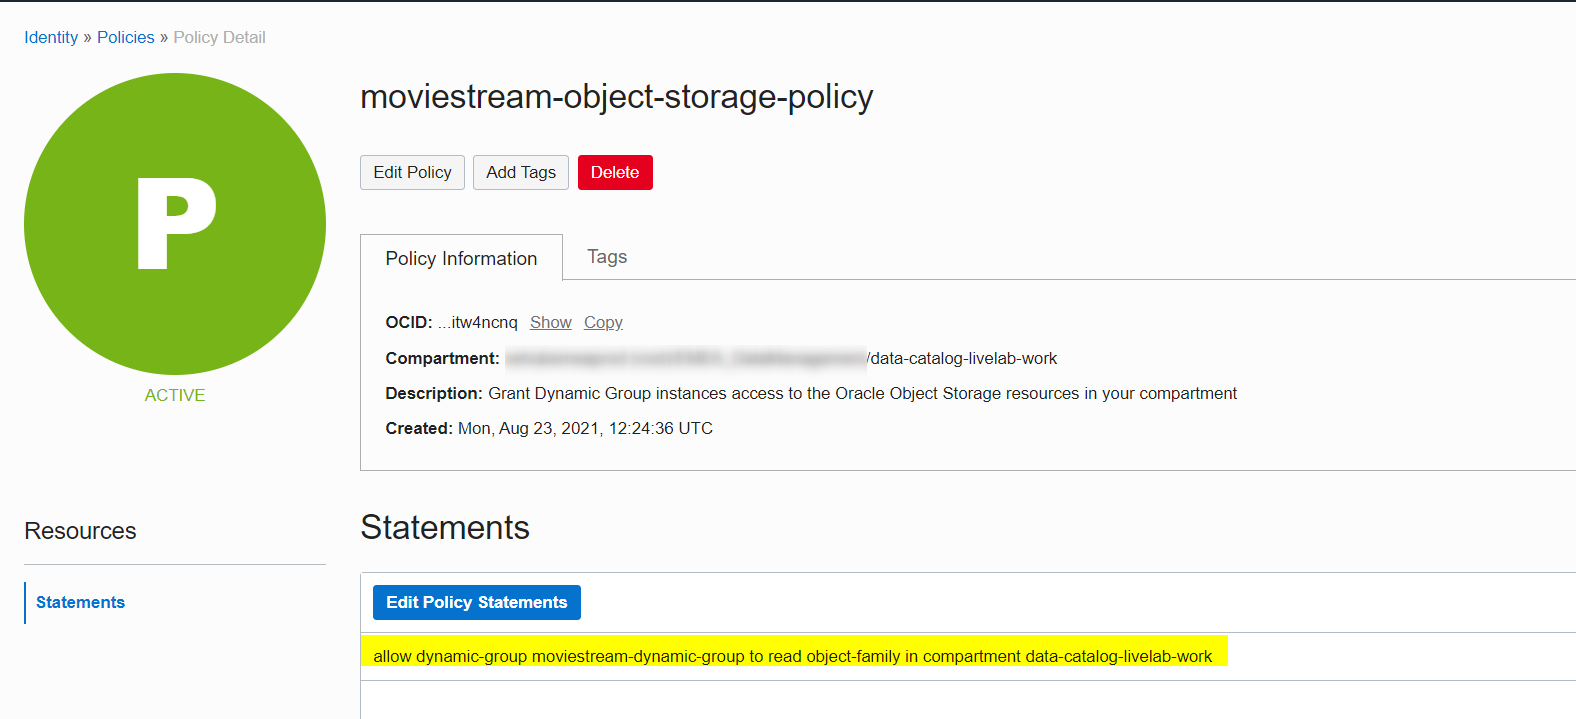 Identity » Policies » Policy Detail
P
ACTIVE
moviestream-object-storage-policy
Edit Policy Add Tags Delete
Policy Information Tags
OCID: ...itw4ncnq Show Copy
Compartment: /data-catalog-livelab-work
Description: Grant Dynamic Group instances access to the Oracle Object Storage resources in your compartment
Created: Mon, Aug 23, 2021, 12:24:36 UTC
Resources
Statements
Statements
Edit Policy Statements
allow dynamic-group moviestream-dynamic-group to read object-family in compartment data-catalog-livelab-work